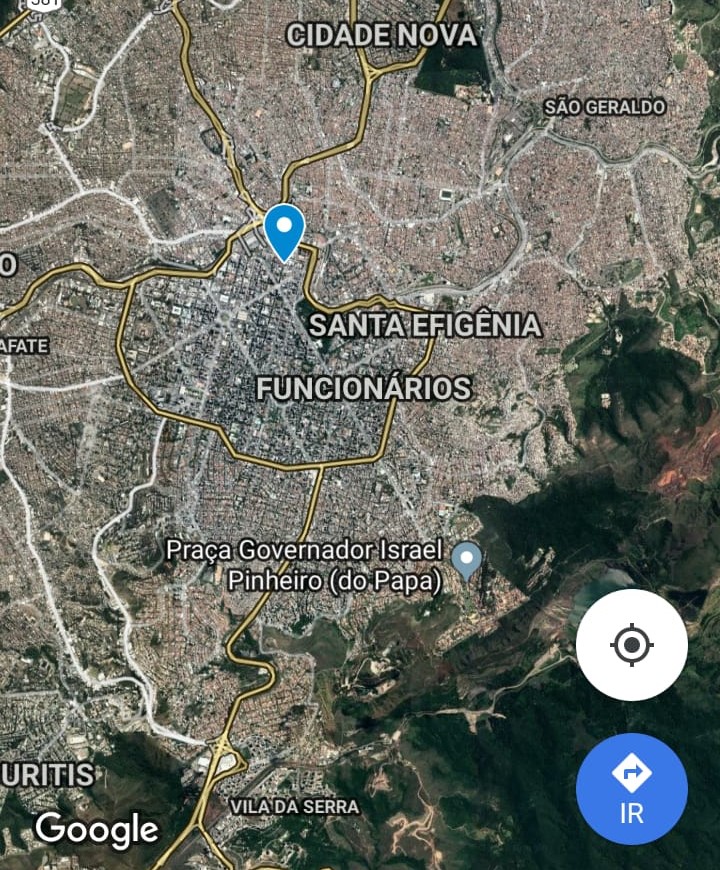 381
CIDADE NOVA
SÃO GERALDO
O
AFATE
SANTA EFIGÊNIA
FUNCIONÁRIOS
Praça Governador Israel
Pinheiro (do Papa)
URITIS
VILA DA SERRA
Google
IR